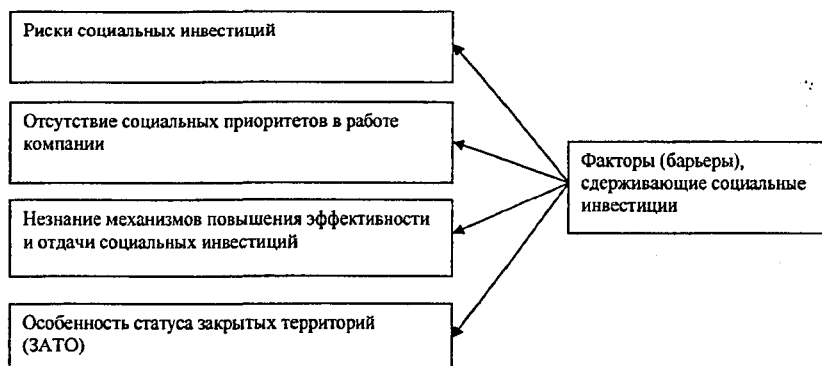 Риски социальных инвестиций
Отсутствие социальных приоритетов в работе
компании
Незнание механизмов повышения эффективности
и отдачи социальных инвестиций
Особенность статуса закрытых территорий
(ЗАТО)
Факторы (барьеры),
сдерживающие социальные
инвестиции